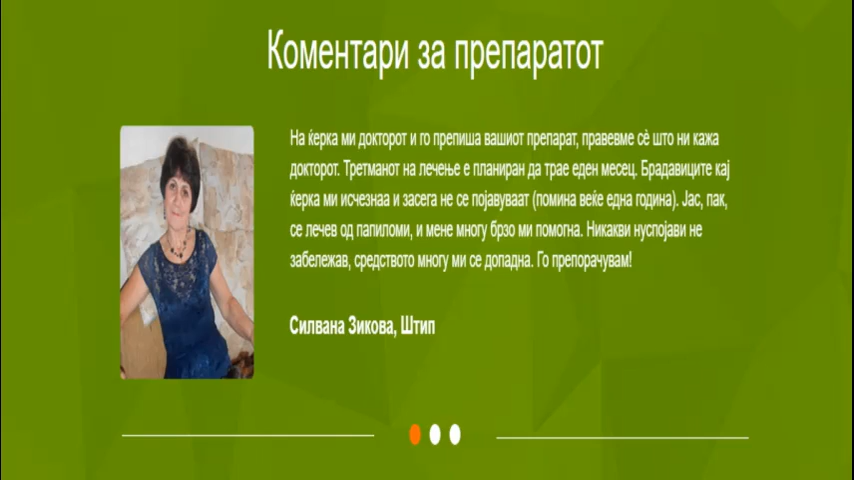 Коментари за препаратот
На ќерка ми докторот и го препиша вашиот препарат, правевме сѐ што ни кажа
докторот. Третманот на лечење е планиран да трае еден месец. Брадавиците кај
ќерка ми исчезнаа и засега не се појавуваат (помина веќе една година). Јас, пак,
се лечев од папиломи, и мене многу брзо ми помогна. Никакви нуспојави не
забележав, средството многу ми се допадна. Го препорачувам!
Силвана Зикова, Штип